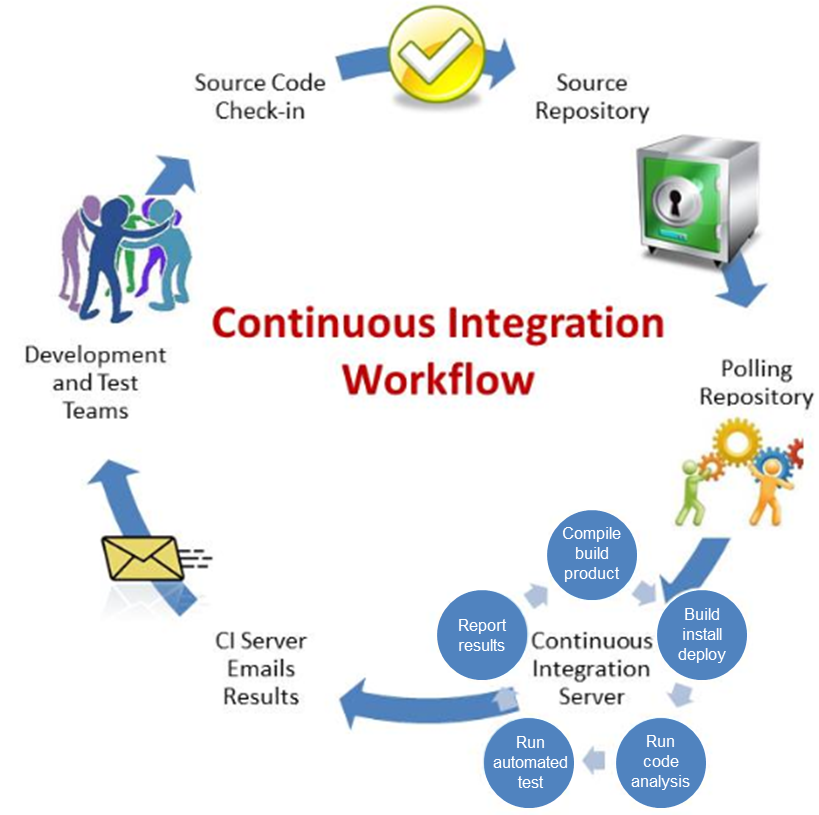 Source Code
Check-in
Source
Repository
Continuous Integration
Workflow
Development
and Test
Teams
Polling
Repository
Compile
build
product
Build
install
deploy
Report
results
Continuous
Integration
Server
CI Server
Emails
Results
Run
automated
test
Run
code
analysis